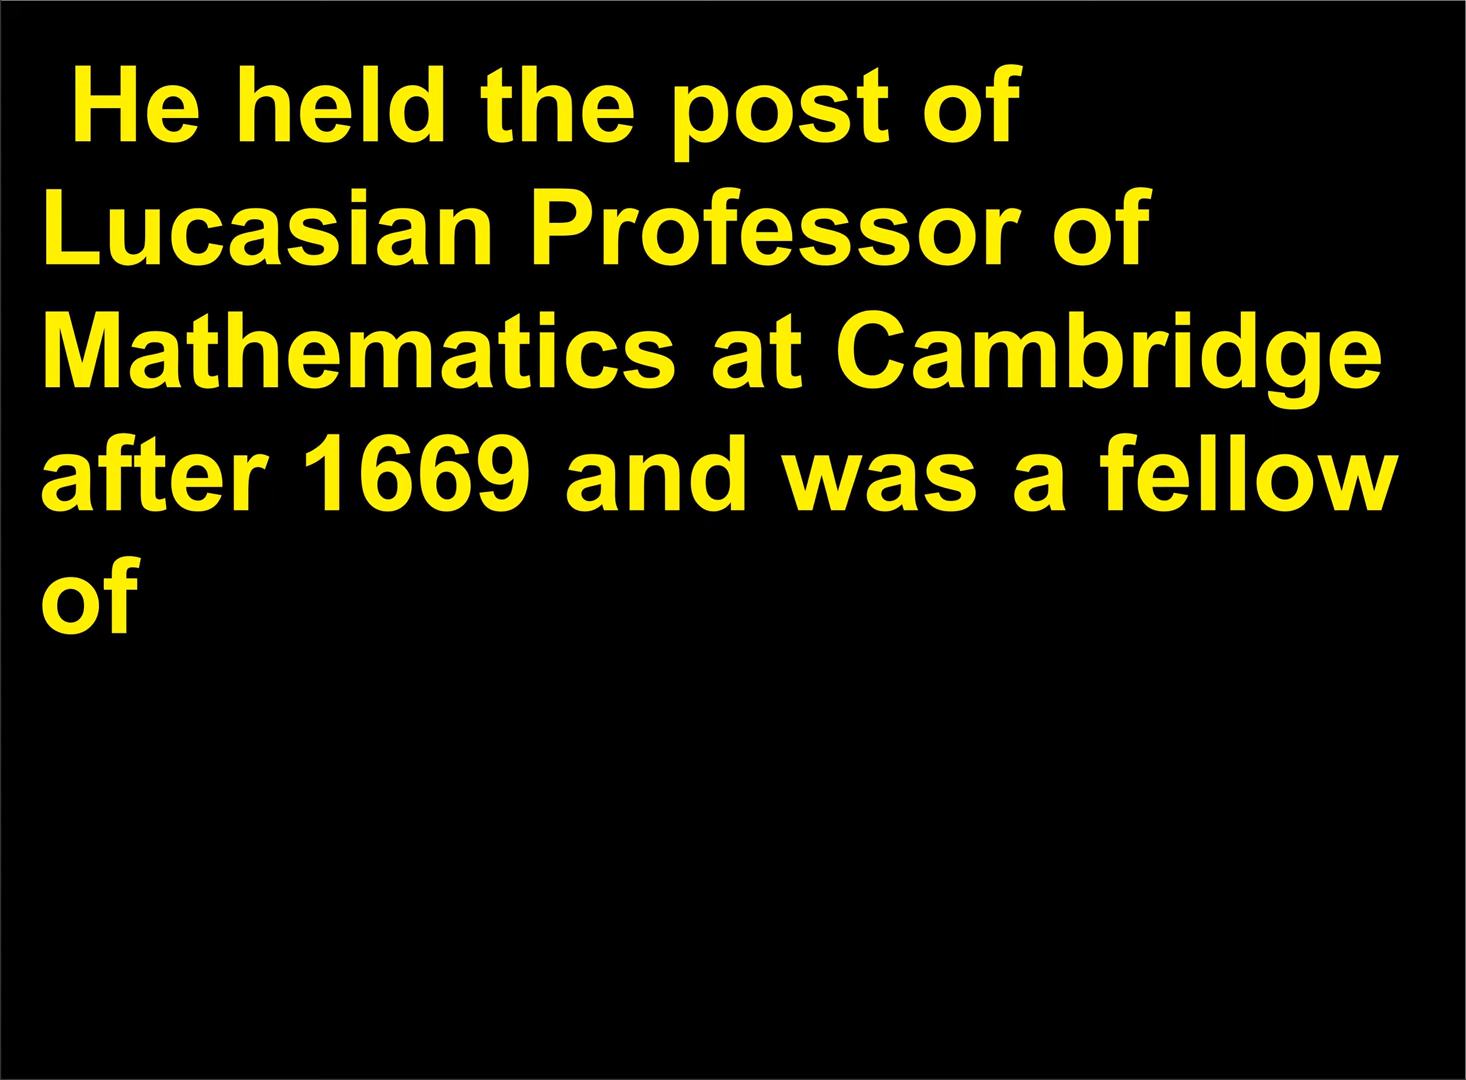 He held the post of
Lucasian Professor of
Mathematics at Cambridge
after 1669 and was a fellow
of